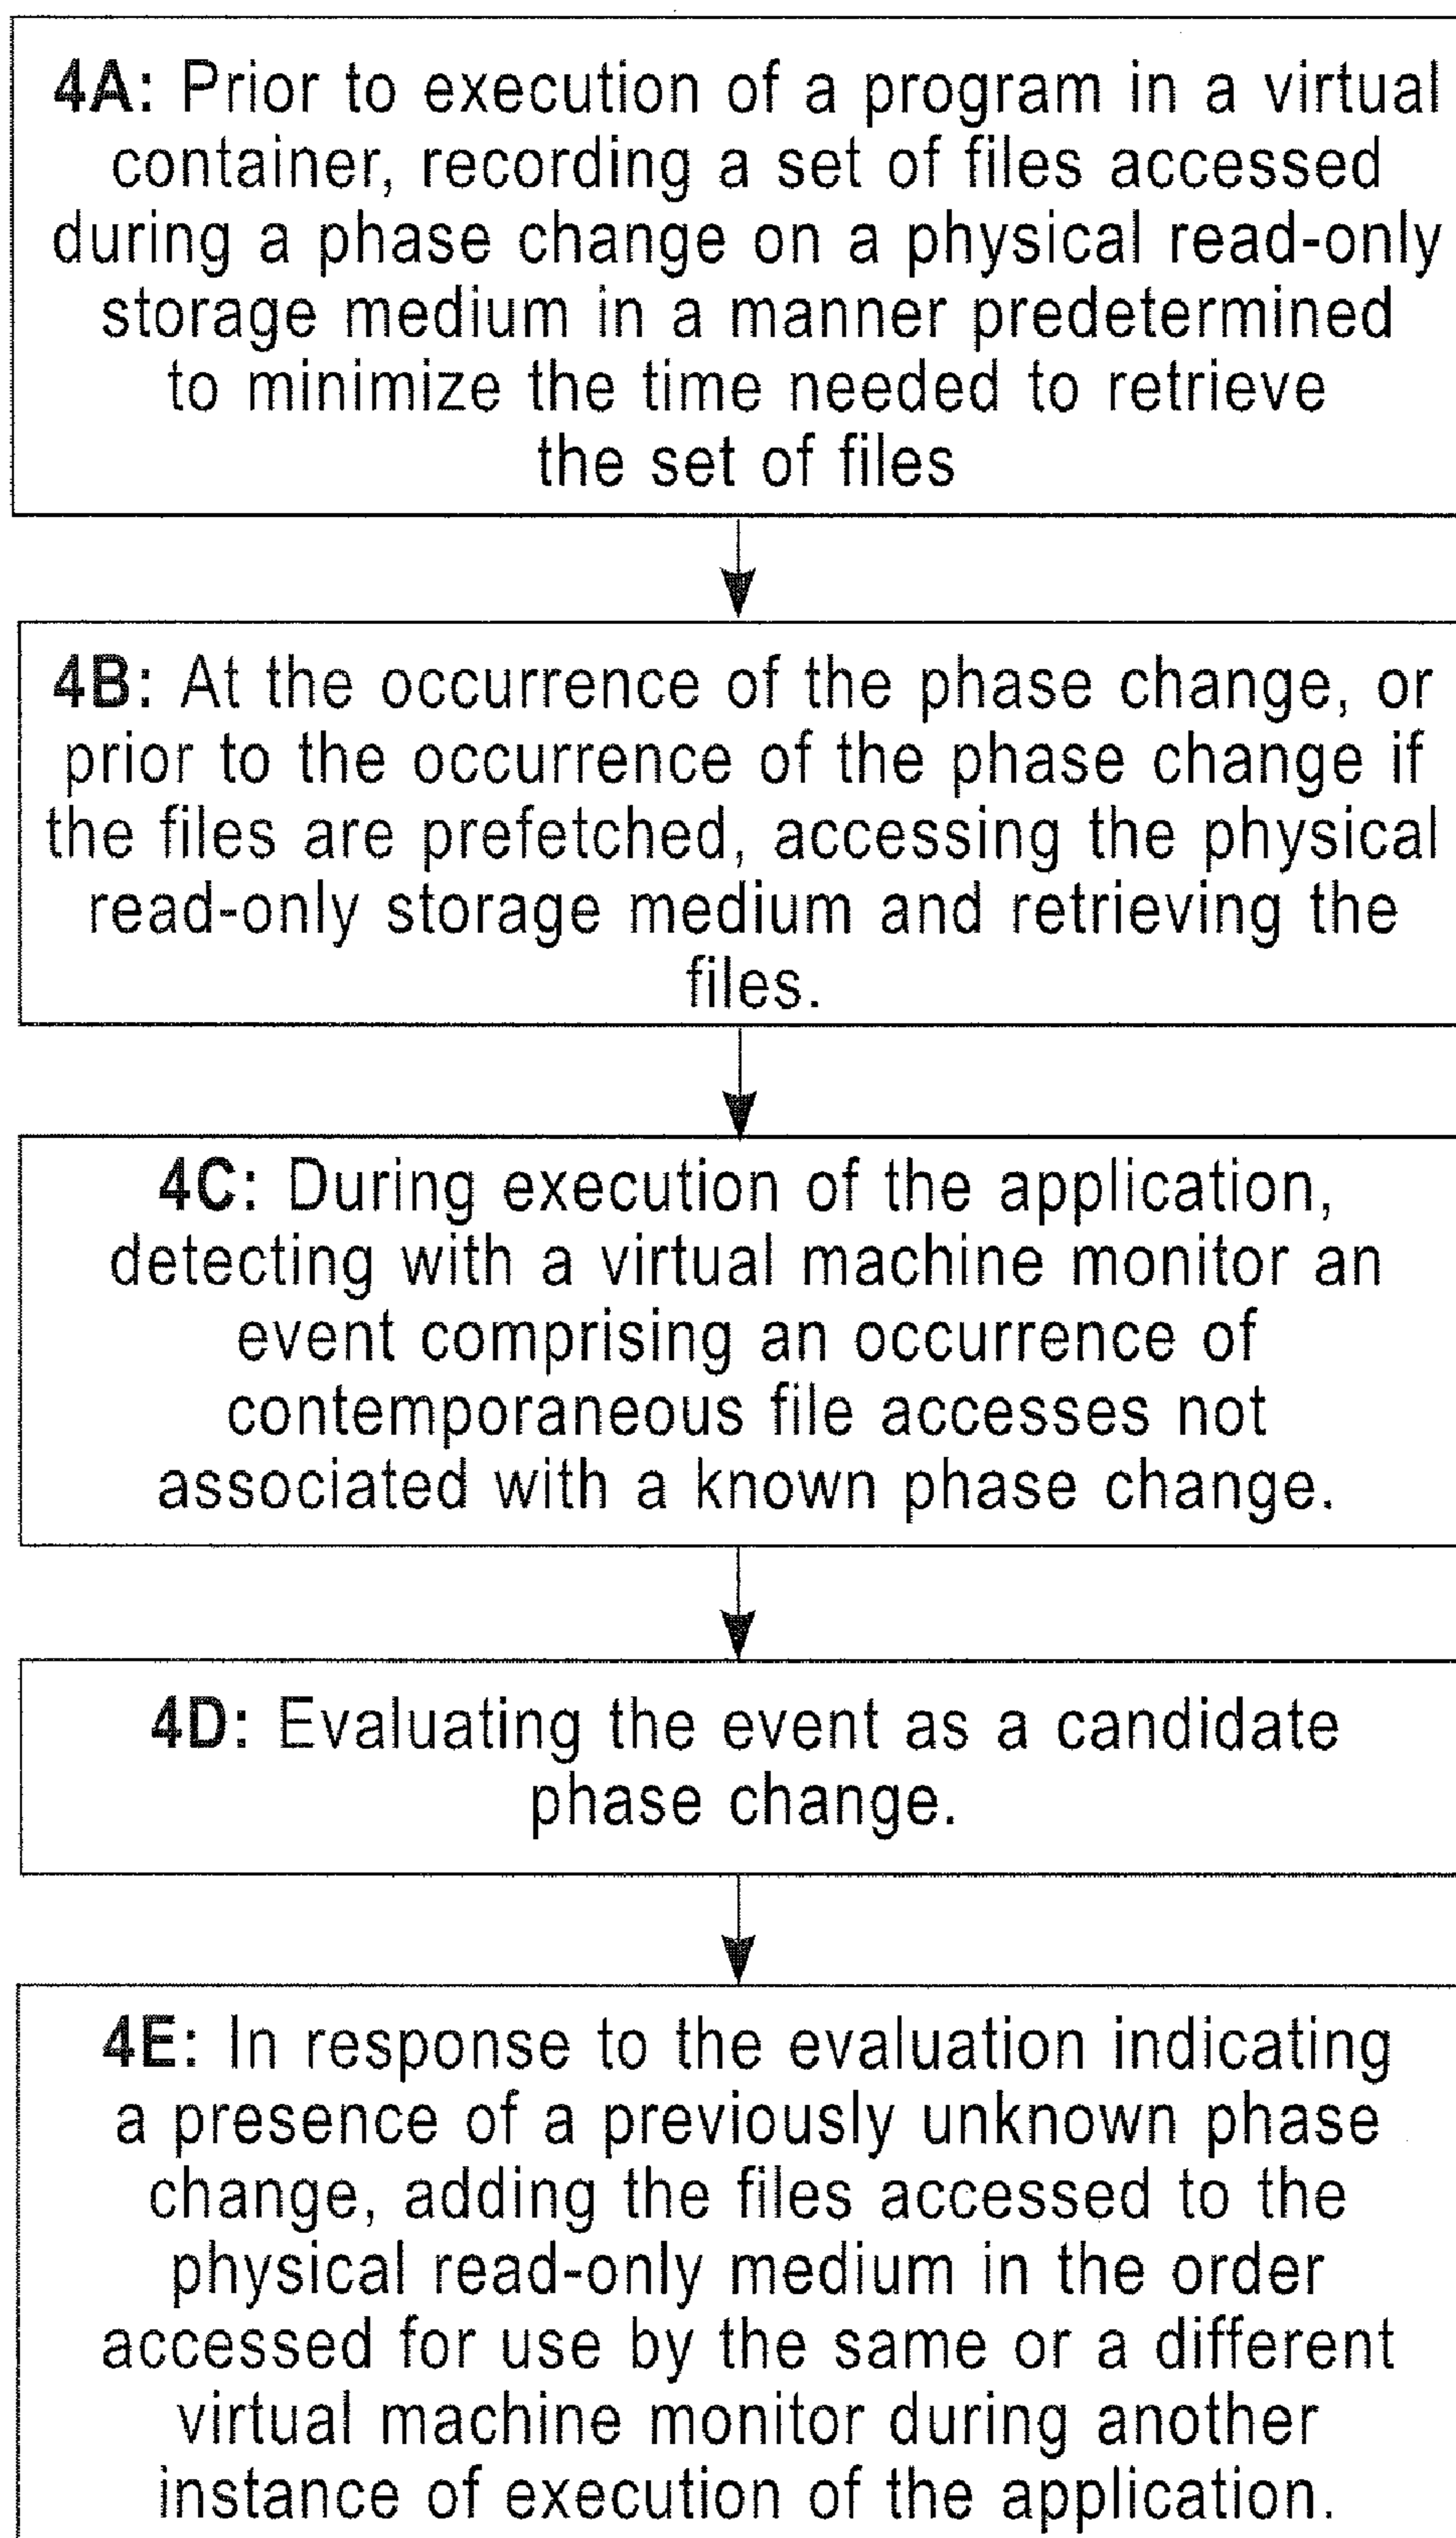 4A: Prior to execution of a program in a virtual
container, recording a set of files accessed
during a phase change on a physical read-only
storage medium in a manner predetermined
to minimize the time needed to retrieve
the set of files
4B: At the occurrence of the phase change, or
prior to the occurrence of the phase change if
the files are prefetched, accessing the physical
read-only storage medium and retrieving the
files.
4C: During execution of the application,
detecting with a virtual machine monitor an
event comprising an occurrence of
contemporaneous file accesses not
associated with a known phase change.
4D: Evaluating the event as a candidate
phase change.
4E: In response to the evaluation indicating
a presence of a previously unknown phase
change, adding the files accessed to the
physical read-only medium in the order
accessed for use by the same or a different
virtual machine monitor during another
instance of execution of the application.